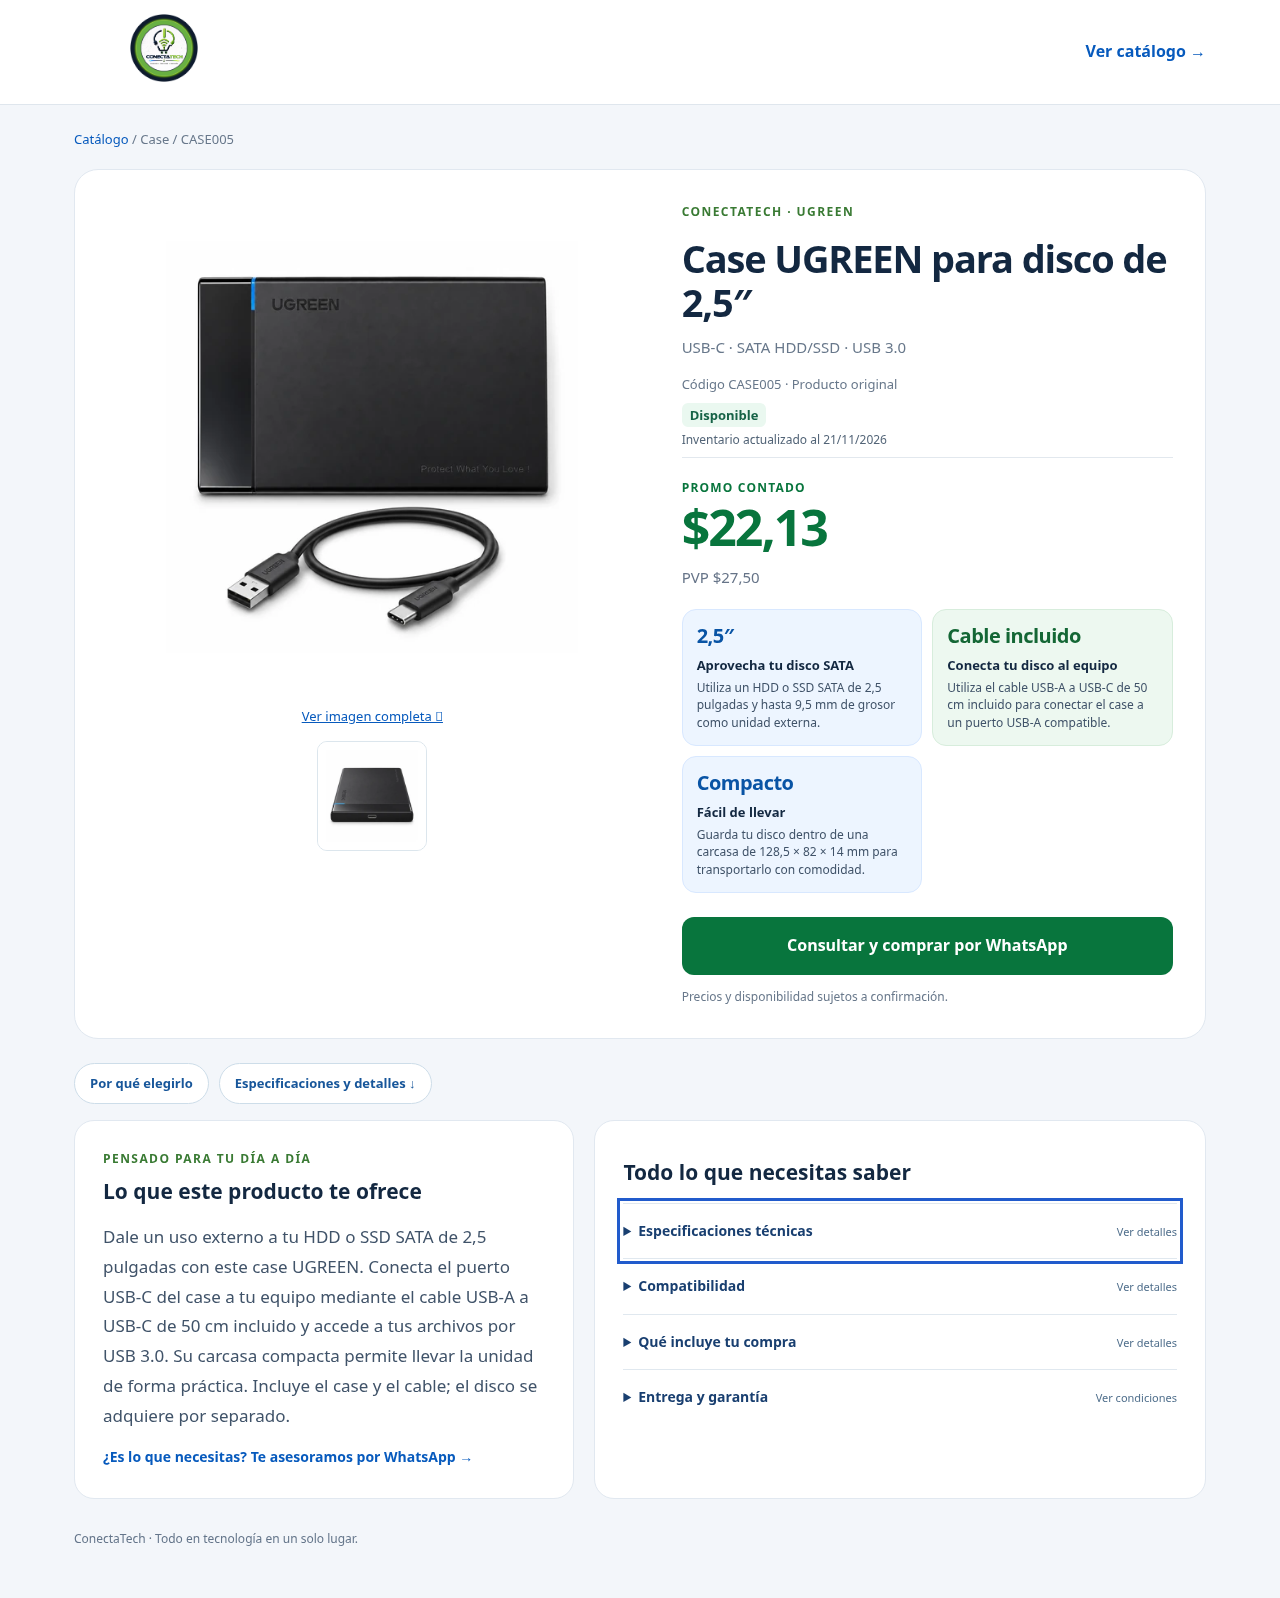 CONECTATECH
Ver catálogo →
Catálogo / Case / CASE005
UGREEN
Protect What You Love !
UGREEN
UGREEN
Ver imagen completa
CONECTATECH · UGREEN
Case UGREEN para disco de
2,5″
USB-C · SATA HDD/SSD · USB 3.0
Código CASE005 · Producto original
Disponible
Inventario actualizado al 21/11/2026
PROMO CONTADO
$22,13
PVP $27,50
2,5″
Aprovecha tu disco SATA
Utiliza un HDD o SSD SATA de 2,5
pulgadas y hasta 9,5 mm de grosor
como unidad externa.
Cable incluido
Conecta tu disco al equipo
Utiliza el cable USB-A a USB-C de 50
cm incluido para conectar el case a
un puerto USB-A compatible.
Compacto
Fácil de llevar
Guarda tu disco dentro de una
carcasa de 128,5 × 82 × 14 mm para
transportarlo con comodidad.
Consultar y comprar por WhatsApp
Precios y disponibilidad sujetos a confirmación.
Por qué elegirlo
Especificaciones y detalles ↓
PENSADO PARA TU DÍA A DÍA
Lo que este producto te ofrece
Dale un uso externo a tu HDD o SSD SATA de 2,5
pulgadas con este case UGREEN. Conecta el puerto
USB-C del case a tu equipo mediante el cable USB-A a
USB-C de 50 cm incluido y accede a tus archivos por
USB 3.0. Su carcasa compacta permite llevar la unidad
de forma práctica. Incluye el case y el cable; el disco se
adquiere por separado.
¿Es lo que necesitas? Te asesoramos por WhatsApp →
Todo lo que necesitas saber
▶ Especificaciones técnicas Ver detalles
▶ Compatibilidad Ver detalles
▶ Qué incluye tu compra Ver detalles
▶ Entrega y garantía Ver condiciones
ConectaTech · Todo en tecnología en un solo lugar.